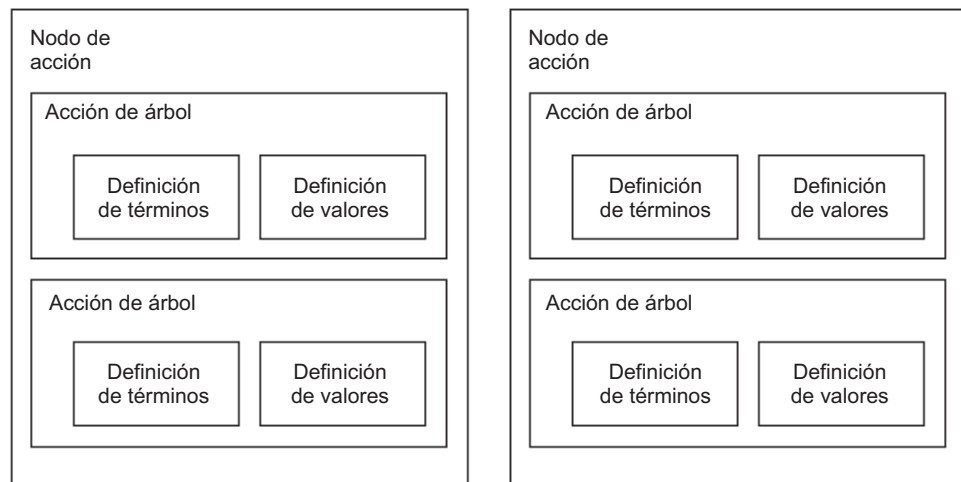 Nodo de
acción
Acción de árbol
Definición
de términos
Definición
de valores
Acción de árbol
Definición
de términos
Definición
de valores
Nodo de
acción
Acción de árbol
Definición
de términos
Definición
de valores
Acción de árbol
Definición
de términos
Definición
de valores